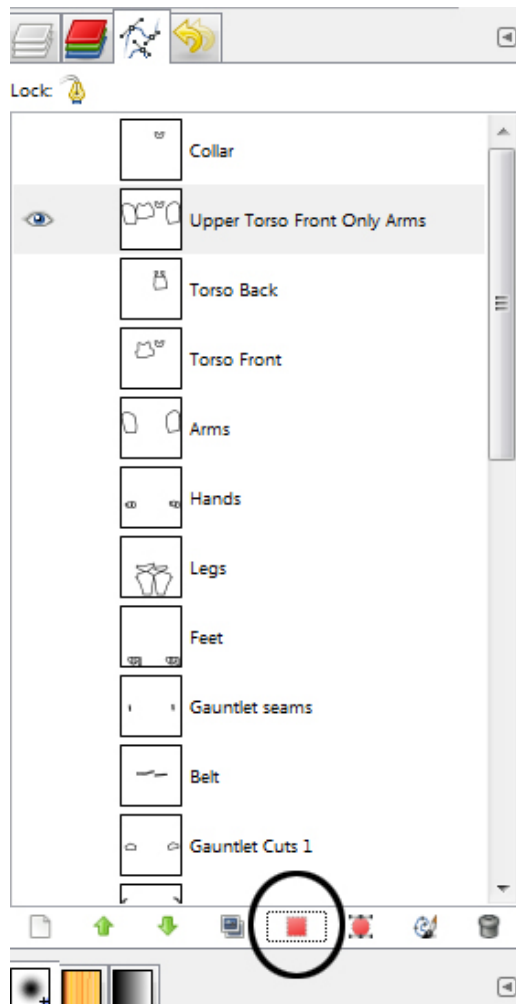 Lock:
Collar
Upper Torso Front Only Arms
Torso Back
Torso Front
Arms
Hands
Legs
Feet
Gauntlet seams
Belt
Gauntlet Cuts 1